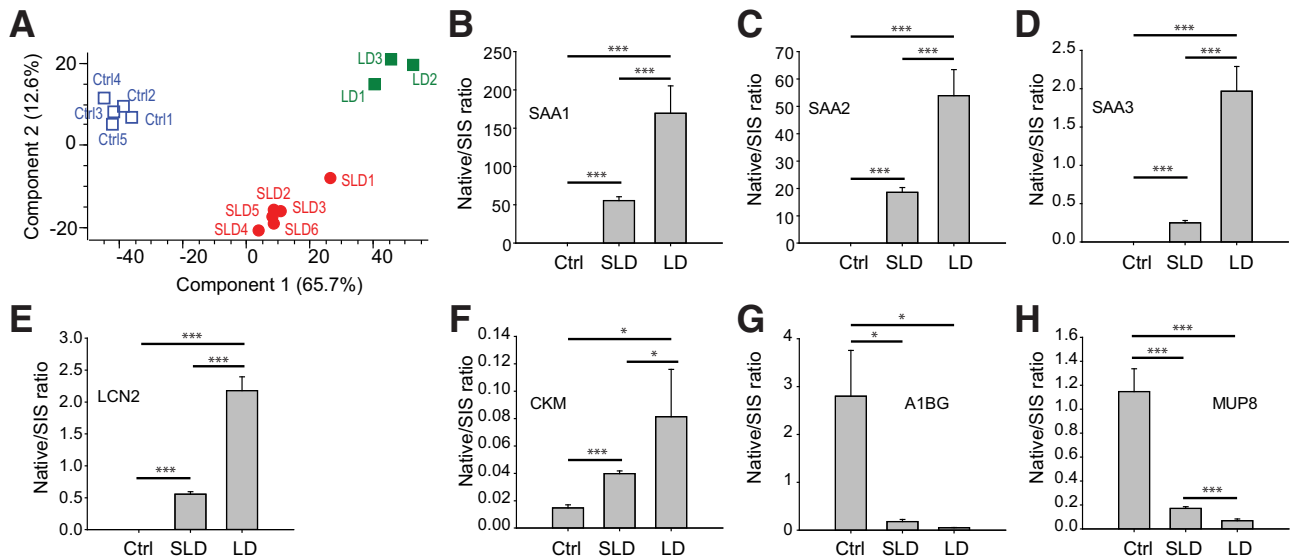 A
Component 2 (12.6%)
20
0
-20
-40
-20
0
20
40
Component 1 (65.7%)
Ctrl4
Ctrl2
Ctrl3
Ctrl1
Ctrl5
LD3
LD2
LD1
SLD1
SLD2
SLD5
SLD3
SLD4
SLD6
B
Native/SIS ratio
250
200
150
100
50
0
SAA1
***
***
***
Ctrl SLD LD
C
Native/SIS ratio
70
60
50
40
30
20
10
0
SAA2
***
***
***
Ctrl SLD LD
D
Native/SIS ratio
2.5
2.0
1.5
1.0
0.5
0.0
SAA3
***
***
***
Ctrl SLD LD
E
Native/SIS ratio
3.0
2.5
2.0
1.5
1.0
0.5
0.0
LCN2
***
***
***
Ctrl SLD LD
F
Native/SIS ratio
0.14
0.12
0.10
0.08
0.06
0.04
0.02
0.00
CKM
*
*
***
Ctrl SLD LD
G
Native/SIS ratio
4
3
2
1
0
A1BG
*
*
Ctrl SLD LD
H
Native/SIS ratio
1.6
1.4
1.2
1.0
0.8
0.6
0.4
0.2
0.0
MUP8
***
***
***
Ctrl SLD LD